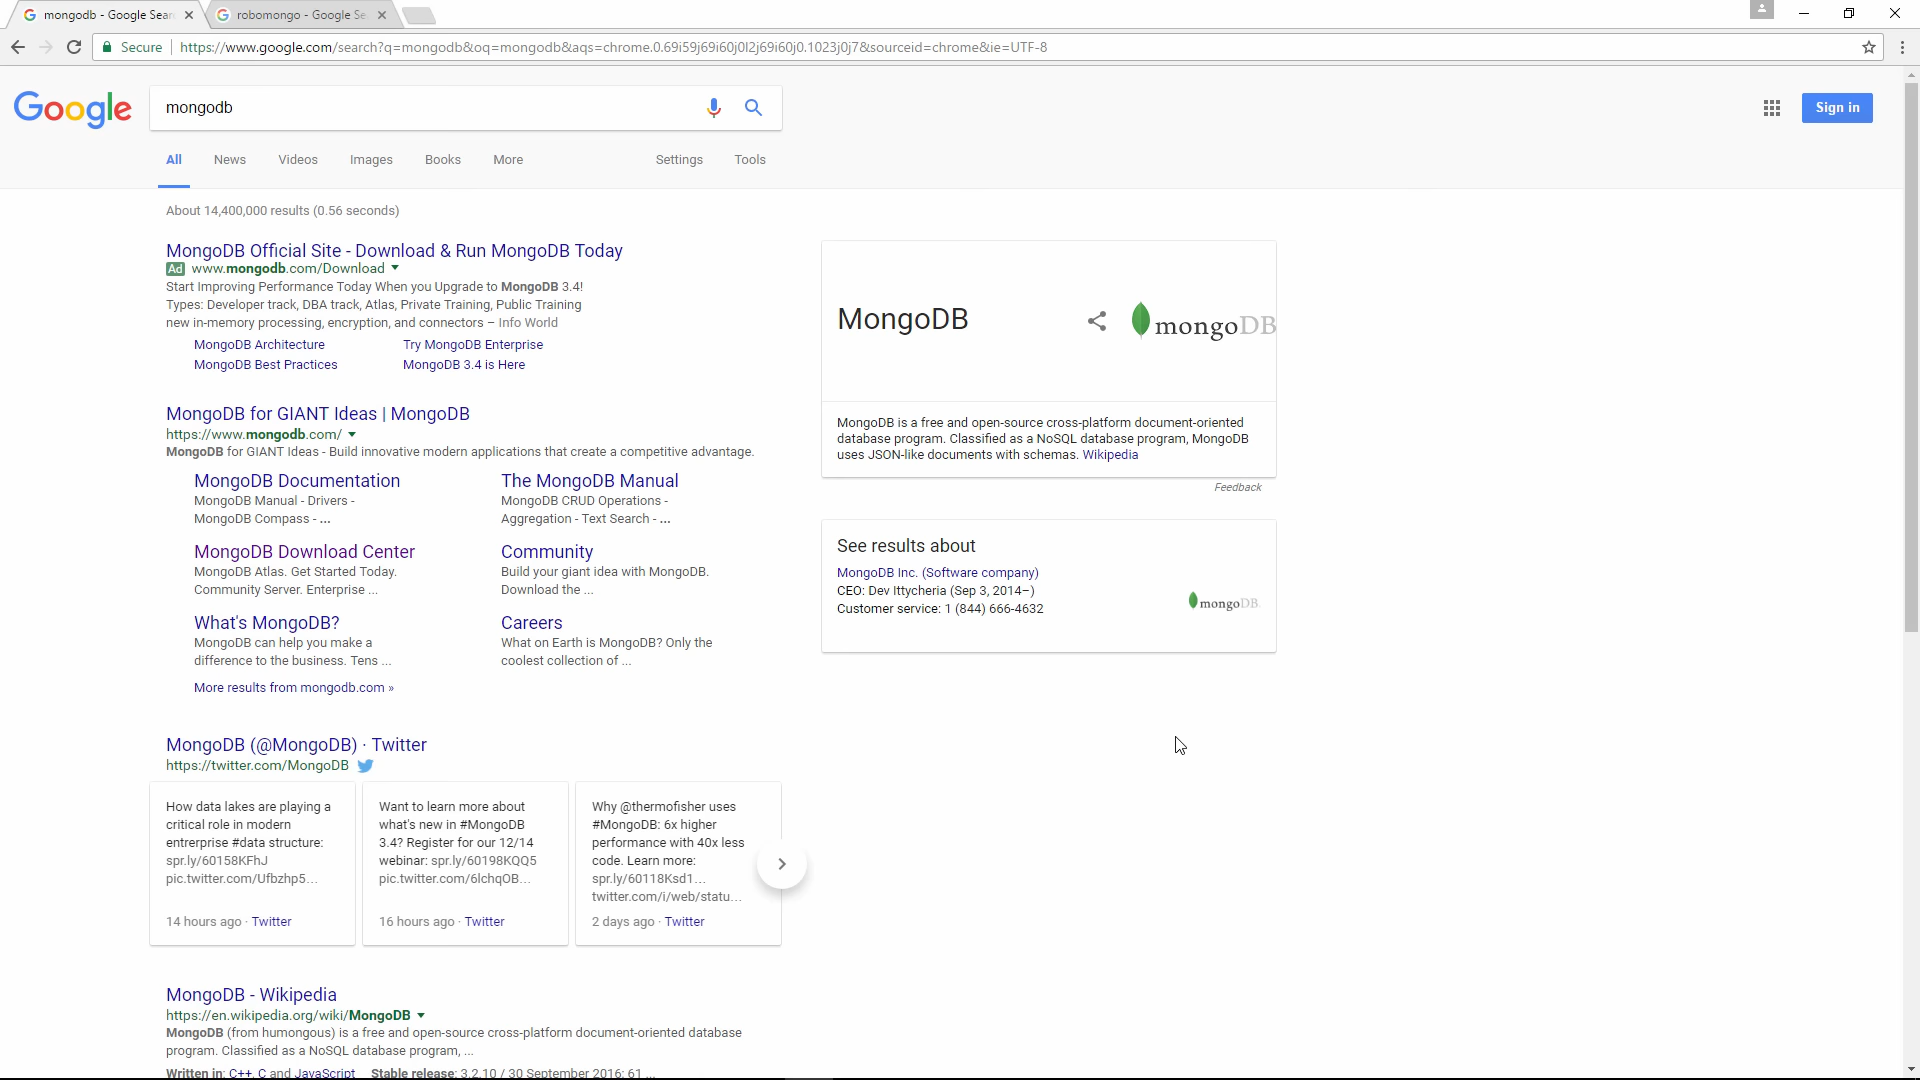 mongodb - Google Sear
robomongo - Google Se
Secure
https://www.google.com/search?q=mongodb&oq=mongodb&aqs=chrome.0.69i59j69i60j0l2j69i60j0.1023j0j7&sourceid=chrome&ie=UTF-8
Google
mongodb
Sign in
All News Videos Images Books More Settings Tools
About 14,400,000 results (0.56 seconds)
MongoDB Official Site - Download & Run MongoDB Today
Ad www.mongodb.com/Download
Start Improving Performance Today When you Upgrade to MongoDB 3.4!
Types: Developer track, DBA track, Atlas, Private Training, Public Training
new in-memory processing, encryption, and connectors – Info World
MongoDB Architecture Try MongoDB Enterprise
MongoDB Best Practices MongoDB 3.4 is Here
MongoDB for GIANT Ideas | MongoDB
https://www.mongodb.com/
MongoDB for GIANT Ideas - Build innovative modern applications that create a competitive advantage.
MongoDB Documentation
MongoDB Manual - Drivers -
MongoDB Compass - ...
The MongoDB Manual
MongoDB CRUD Operations -
Aggregation - Text Search - ...
MongoDB Download Center
MongoDB Atlas. Get Started Today.
Community Server. Enterprise ...
Community
Build your giant idea with MongoDB.
Download the ...
What's MongoDB?
MongoDB can help you make a
difference to the business. Tens ...
Careers
What on Earth is MongoDB? Only the
coolest collection of ...
More results from mongodb.com »
MongoDB (@MongoDB) · Twitter
https://twitter.com/MongoDB
How data lakes are playing a
critical role in modern
entrerprise #data structure:
spr.ly/60158KFhJ
pic.twitter.com/Ufbzhp5...
14 hours ago · Twitter
Want to learn more about
what's new in #MongoDB
3.4? Register for our 12/14
webinar: spr.ly/60198KQQ5
pic.twitter.com/6lchqOB...
16 hours ago · Twitter
Why @thermofisher uses
#MongoDB: 6x higher
performance with 40x less
code. Learn more:
spr.ly/60118Ksd1...
twitter.com/i/web/statu...
2 days ago · Twitter
MongoDB - Wikipedia
https://en.wikipedia.org/wiki/MongoDB
MongoDB (from humongous) is a free and open-source cross-platform document-oriented database
program. Classified as a NoSQL database program, ...
Written in: C++, C and JavaScript Stable release: 3.2.10 / 30 September 2016; 61 ...
MongoDB
mongoDB
MongoDB is a free and open-source cross-platform document-oriented
database program. Classified as a NoSQL database program, MongoDB
uses JSON-like documents with schemas. Wikipedia
Feedback
See results about
MongoDB Inc. (Software company)
CEO: Dev Ittycheria (Sep 3, 2014–)
Customer service: 1 (844) 666-4632
mongoDB